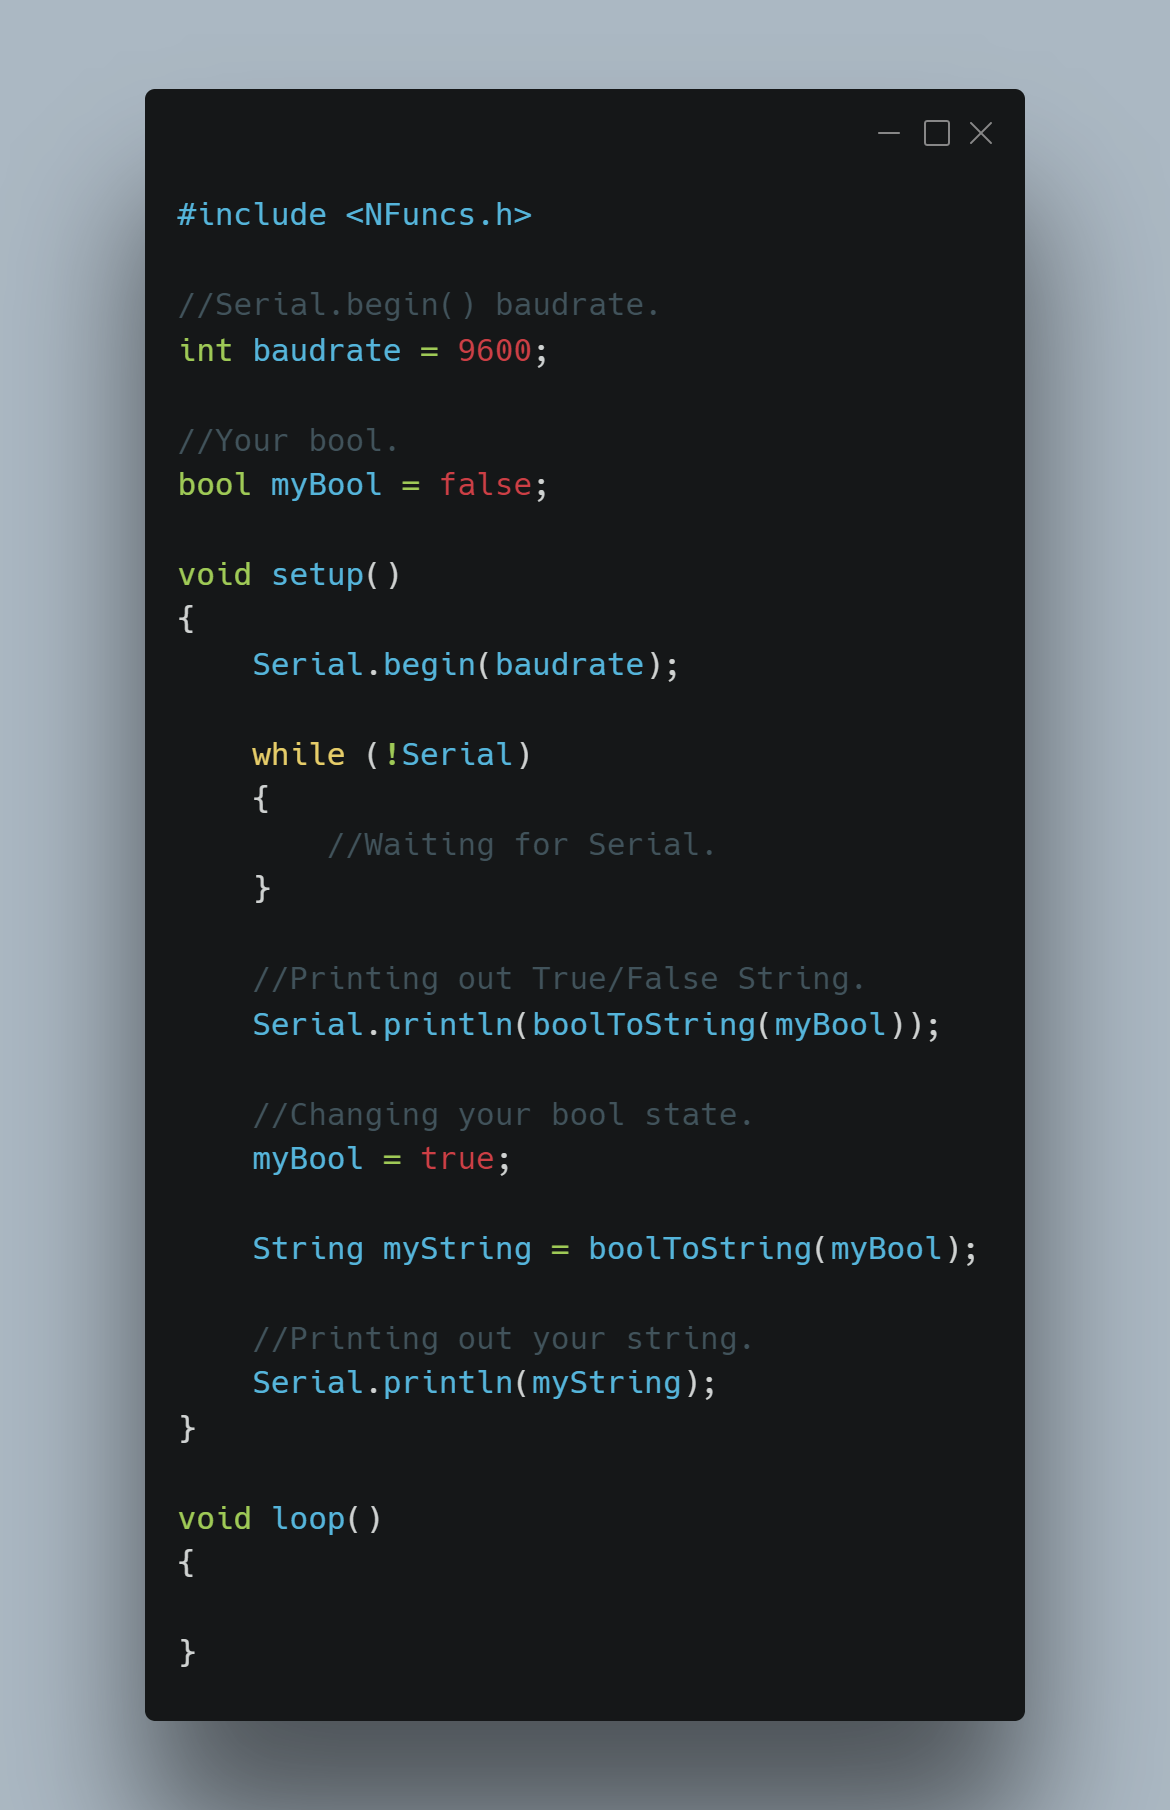 #include <NFuncs.h>

//Serial.begin() baudrate.
int baudrate = 9600;

//Your bool.
bool myBool = false;

void setup()
{
    Serial.begin(baudrate);

    while (!Serial)
    {
        //Waiting for Serial.
    }

    //Printing out True/False String.
    Serial.println(boolToString(myBool));

    //Changing your bool state.
    myBool = true;

    String myString = boolToString(myBool);

    //Printing out your string.
    Serial.println(myString);
}

void loop()
{

}